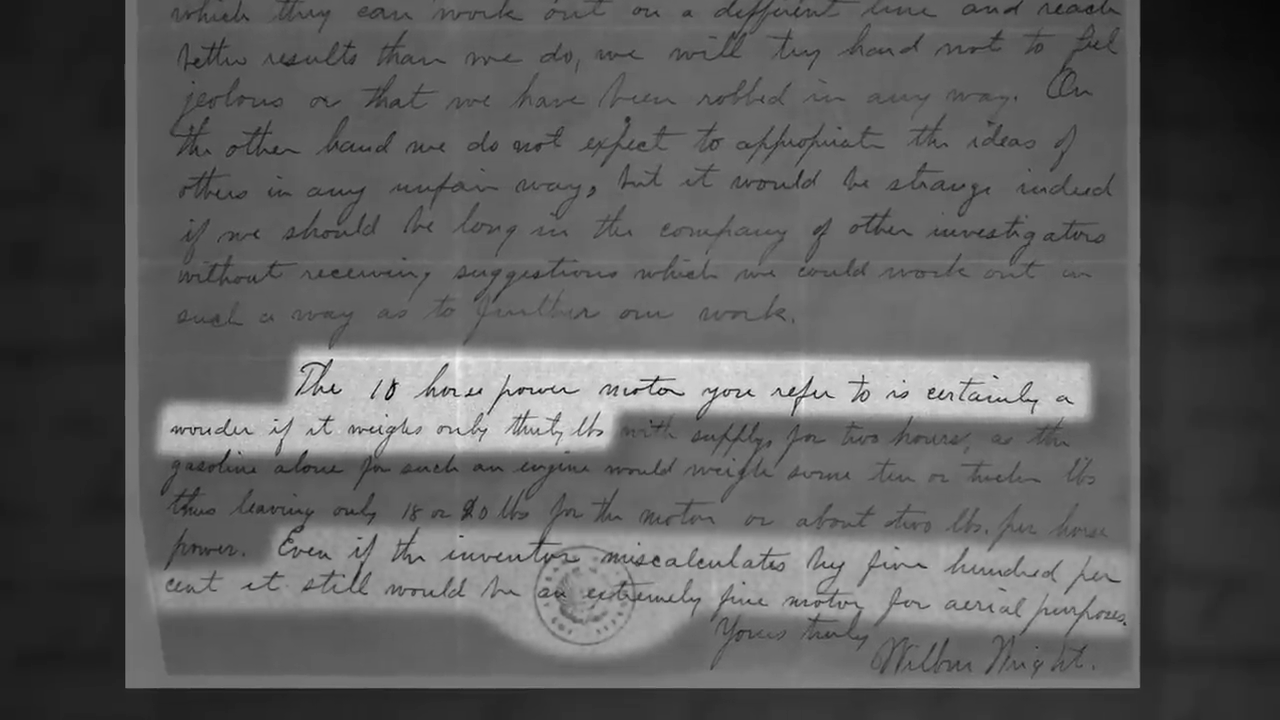 which they can work out on a different line and reach
better results than we do, we will try hard not to feel
jealous or that we have been robbed in any way. On
the other hand we do not expect to appropriate the ideas of
others in any unfair way, but it would be strange indeed
if we should be long in the company of other investigators
without receiving suggestions which we could work out in
such a way as to further our work.
The 10 horse power motor you refer to is certainly a
wonder if it weighs only thirty lbs with supply for two hours, as the
gasoline alone for such an engine would weigh some ten or twelve lbs
thus leaving only 18 or 20 lbs for the motor or about two lbs. per horse
power. Even if the inventor miscalculates by five hundred per
cent it still would be an extremely fine motor for aerial purposes.
Yours truly
Wilbur Wright.